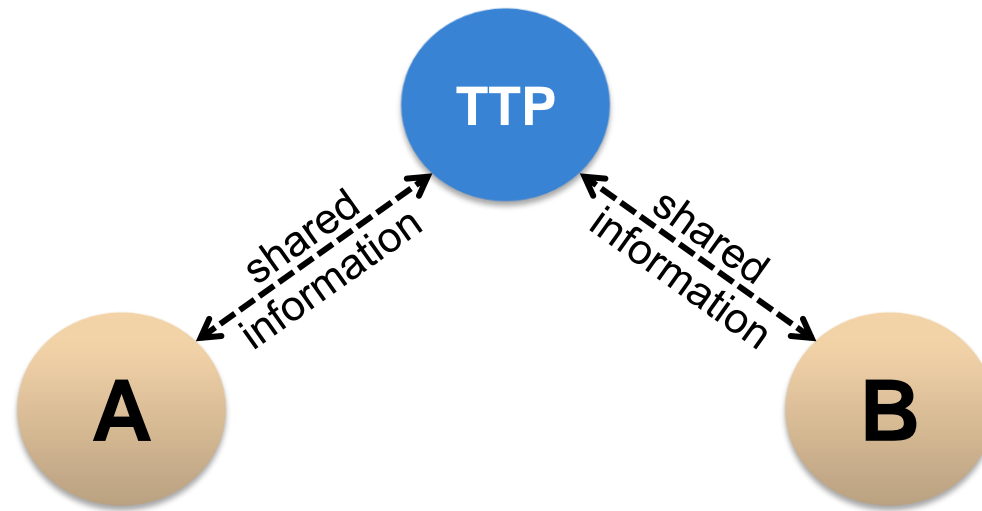 TTP
shared
information
shared
information
A
B